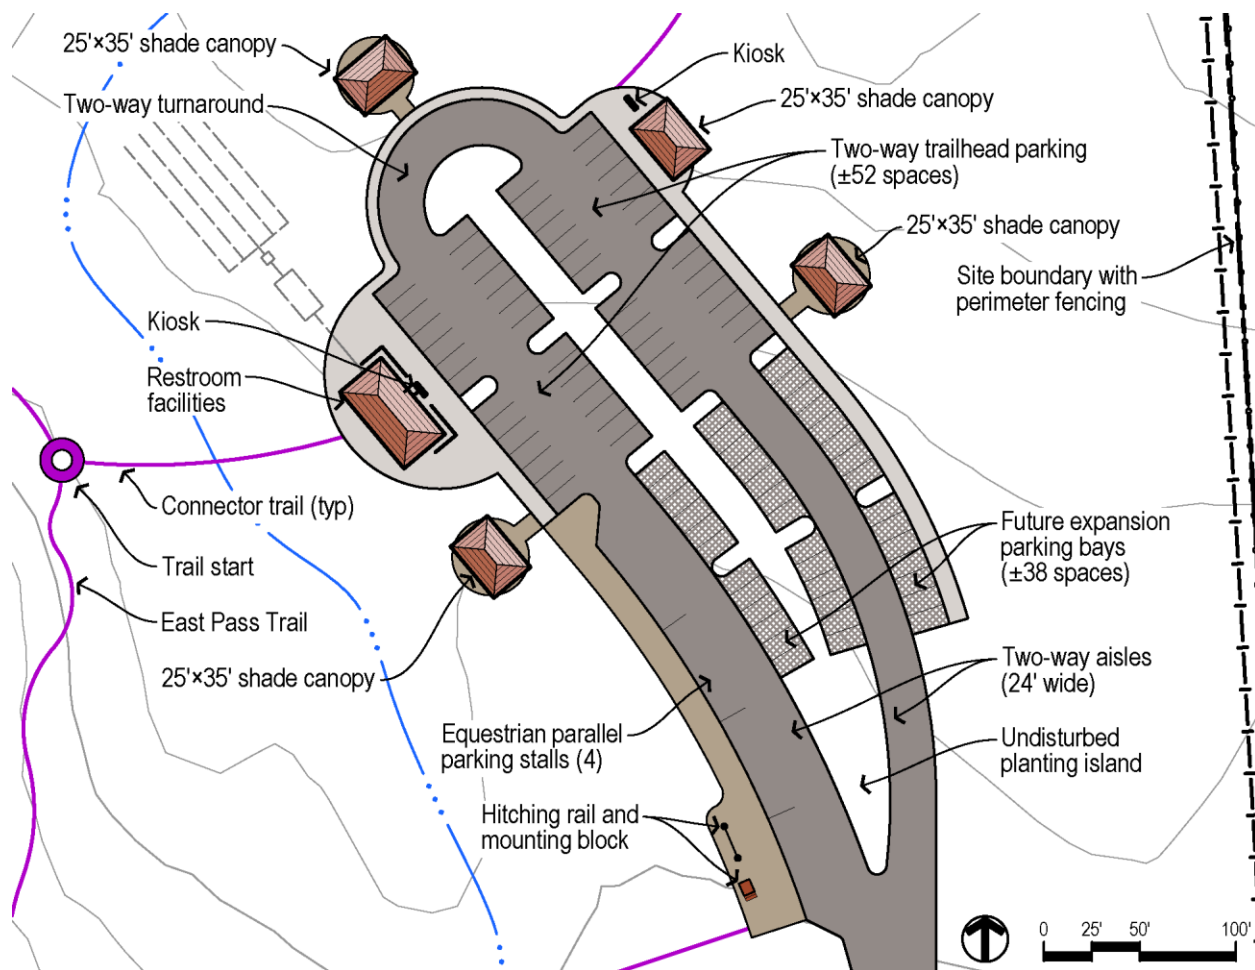 25'×35' shade canopy
Two-way turnaround
Kiosk
25'×35' shade canopy
Two-way trailhead parking
(±52 spaces)
25'×35' shade canopy
Site boundary with
perimeter fencing
Kiosk
Restroom
facilities
Connector trail (typ)
Trail start
East Pass Trail
25'×35' shade canopy
Future expansion
parking bays
(±38 spaces)
Two-way aisles
(24' wide)
Equestrian parallel
parking stalls (4)
Undisturbed
planting island
Hitching rail and
mounting block
0 25' 50' 100'